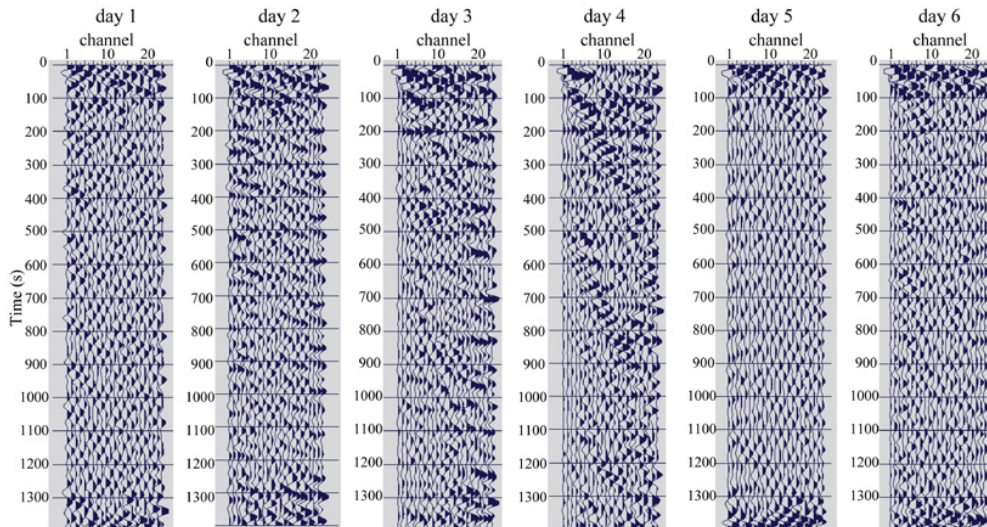 day 1 day 2 day 3 day 4 day 5 day 6
channel channel channel channel channel channel
1 10 20 1 10 20 1 10 20 1 10 20 1 10 20 1 10 20
0 0 0 0 0 0
100 100 100 100 100 100
200 200 200 200 200 200
300 300 300 300 300 300
400 400 400 400 400 400
500 500 500 500 500 500
600 600 600 600 600 600
Time (s)
700 700 700 700 700 700
800 800 800 800 800 800
900 900 900 900 900 900
1000 1000 1000 1000 1000 1000
1100 1100 1100 1100 1100 1100
1200 1200 1200 1200 1200 1200
1300 1300 1300 1300 1300 1300